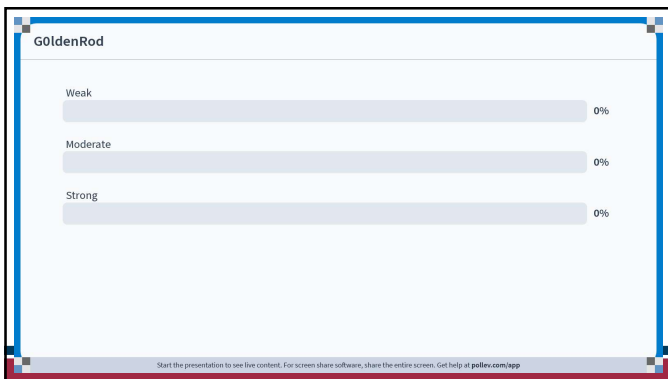 G0ldenRod
Weak
0%
Moderate
0%
Strong
0%
Start the presentation to see live content. For screen share software, share the entire screen. Get help at pollev.com/app